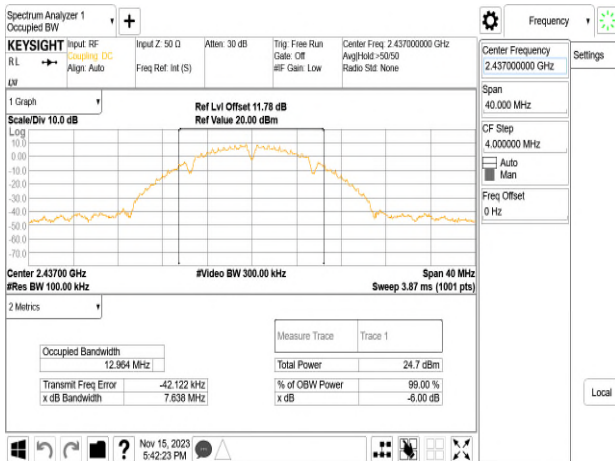 Spectrum Analyzer 1
Occupied BW
Frequency
KEYSIGHT
RL
Input: RF
Coupling: DC
Align: Auto
Input Z: 50 Ω
Freq Ref: Int (S)
Atten: 30 dB
Trig: Free Run
Gate: Off
#IF Gain: Low
Center Freq: 2.437000000 GHz
Avg|Hold:>50/50
Radio Std: None
Center Frequency
2.437000000 GHz
Settings
Span
40.000 MHz
CF Step
4.000000 MHz
Auto
Man
Freq Offset
0 Hz
Local
1 Graph
Scale/Div 10.0 dB
Ref Lvl Offset 11.78 dB
Ref Value 20.00 dBm
Log
10.0
0.00
-10.0
-20.0
-30.0
-40.0
-50.0
-60.0
-70.0
Center 2.43700 GHz
#Video BW 300.00 kHz
Span 40 MHz
#Res BW 100.00 kHz
Sweep 3.87 ms (1001 pts)
2 Metrics
Measure Trace
Trace 1
Occupied Bandwidth
12.964 MHz
Total Power
24.7 dBm
Transmit Freq Error
-42.122 kHz
% of OBW Power
99.00 %
x dB Bandwidth
7.638 MHz
x dB
-6.00 dB
?
Nov 15, 2023
5:42:23 PM